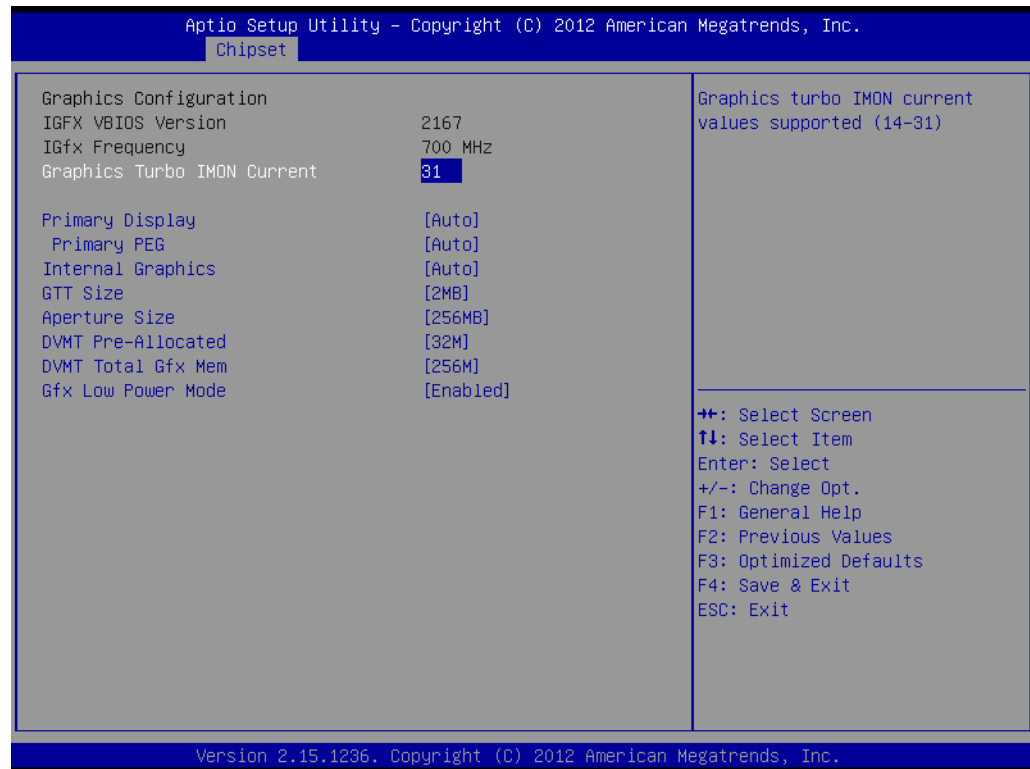 Aptio Setup Utility – Copyright (C) 2012 American Megatrends, Inc.
Chipset
Graphics Configuration
IGFX VBIOS Version 2167
IGfx Frequency 700 MHz
Graphics Turbo IMON Current 31
Primary Display [Auto]
Primary PEG [Auto]
Internal Graphics [Auto]
GTT Size [2MB]
Aperture Size [256MB]
DVMT Pre-Allocated [32M]
DVMT Total Gfx Mem [256M]
Gfx Low Power Mode [Enabled]
Graphics turbo IMON current
values supported (14-31)
→←: Select Screen
↑↓: Select Item
Enter: Select
+/-: Change Opt.
F1: General Help
F2: Previous Values
F3: Optimized Defaults
F4: Save & Exit
ESC: Exit
Version 2.15.1236. Copyright (C) 2012 American Megatrends, Inc.